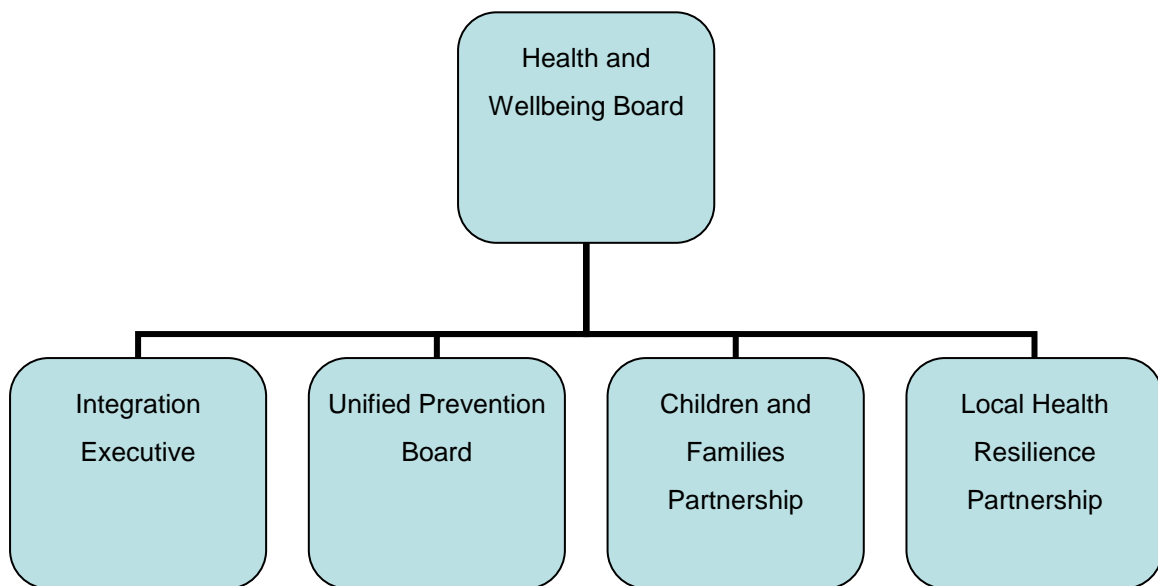 Health and
Wellbeing Board
Integration
Executive
Unified Prevention
Board
Children and
Families
Partnership
Local Health
Resilience
Partnership